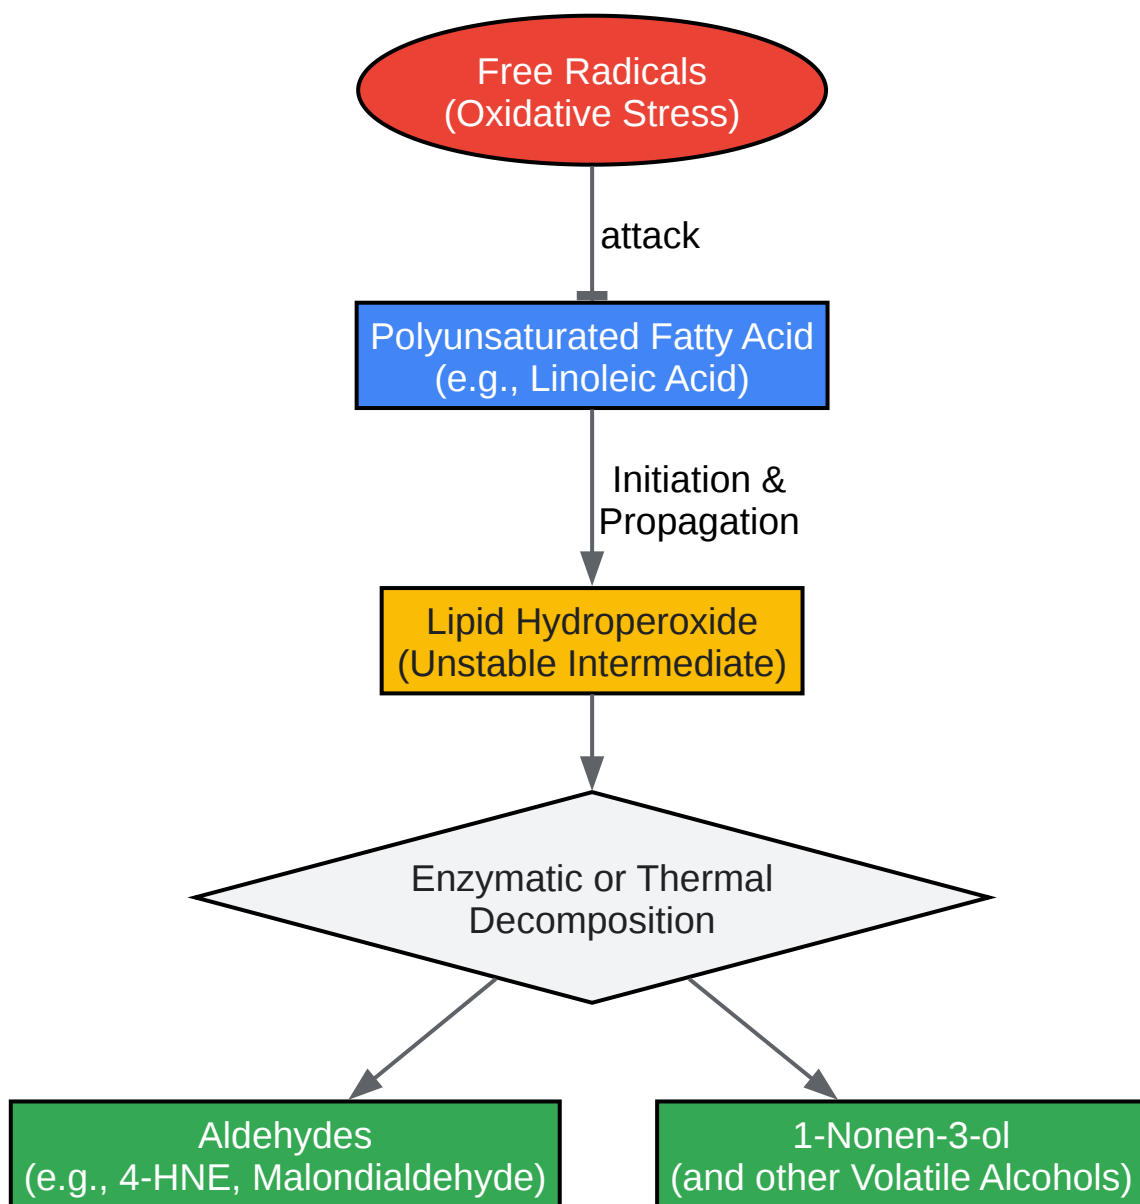 Free Radicals
(Oxidative Stress)
attack
Polyunsaturated Fatty Acid
(e.g., Linoleic Acid)
Initiation &
Propagation
Lipid Hydroperoxide
(Unstable Intermediate)
Enzymatic or Thermal
Decomposition
Aldehydes
(e.g., 4-HNE, Malondialdehyde)
1-Nonen-3-ol
(and other Volatile Alcohols)